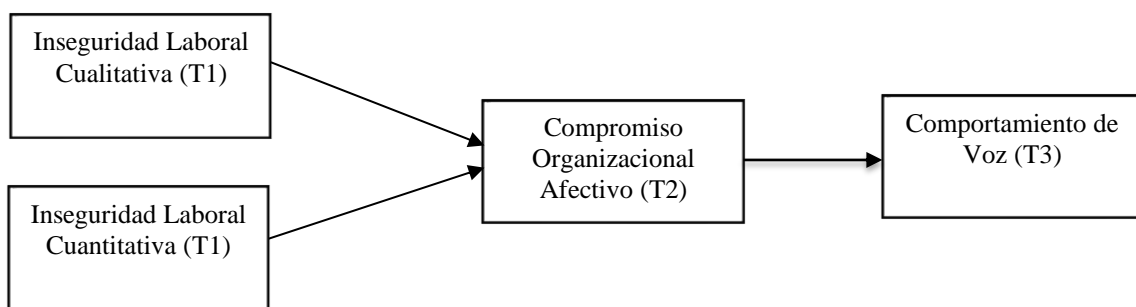 Inseguridad Laboral
Cualitativa (T1)
Inseguridad Laboral
Cuantitativa (T1)
Compromiso
Organizacional
Afectivo (T2)
Comportamiento de
Voz (T3)